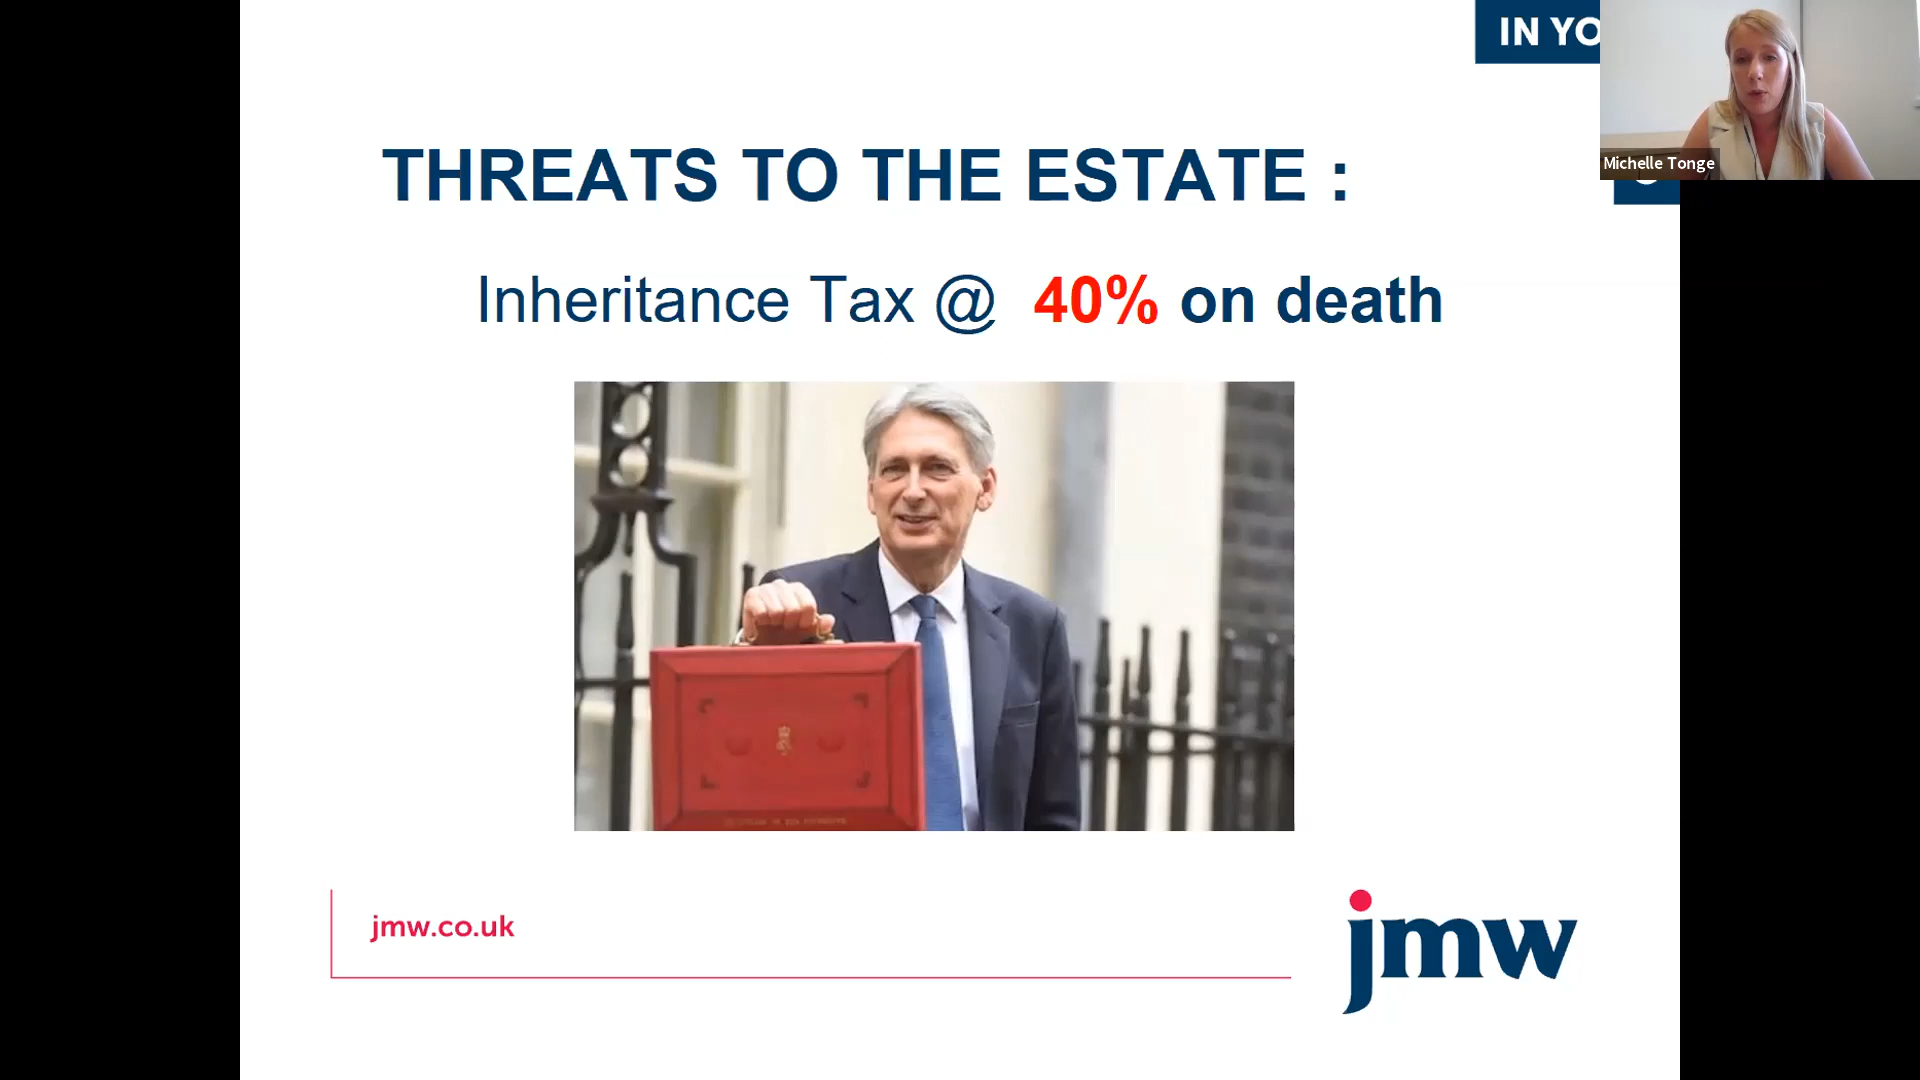 IN YO
Michelle Tonge
THREATS TO THE ESTATE :
Inheritance Tax @ 40% on death
jmw.co.uk
jmw